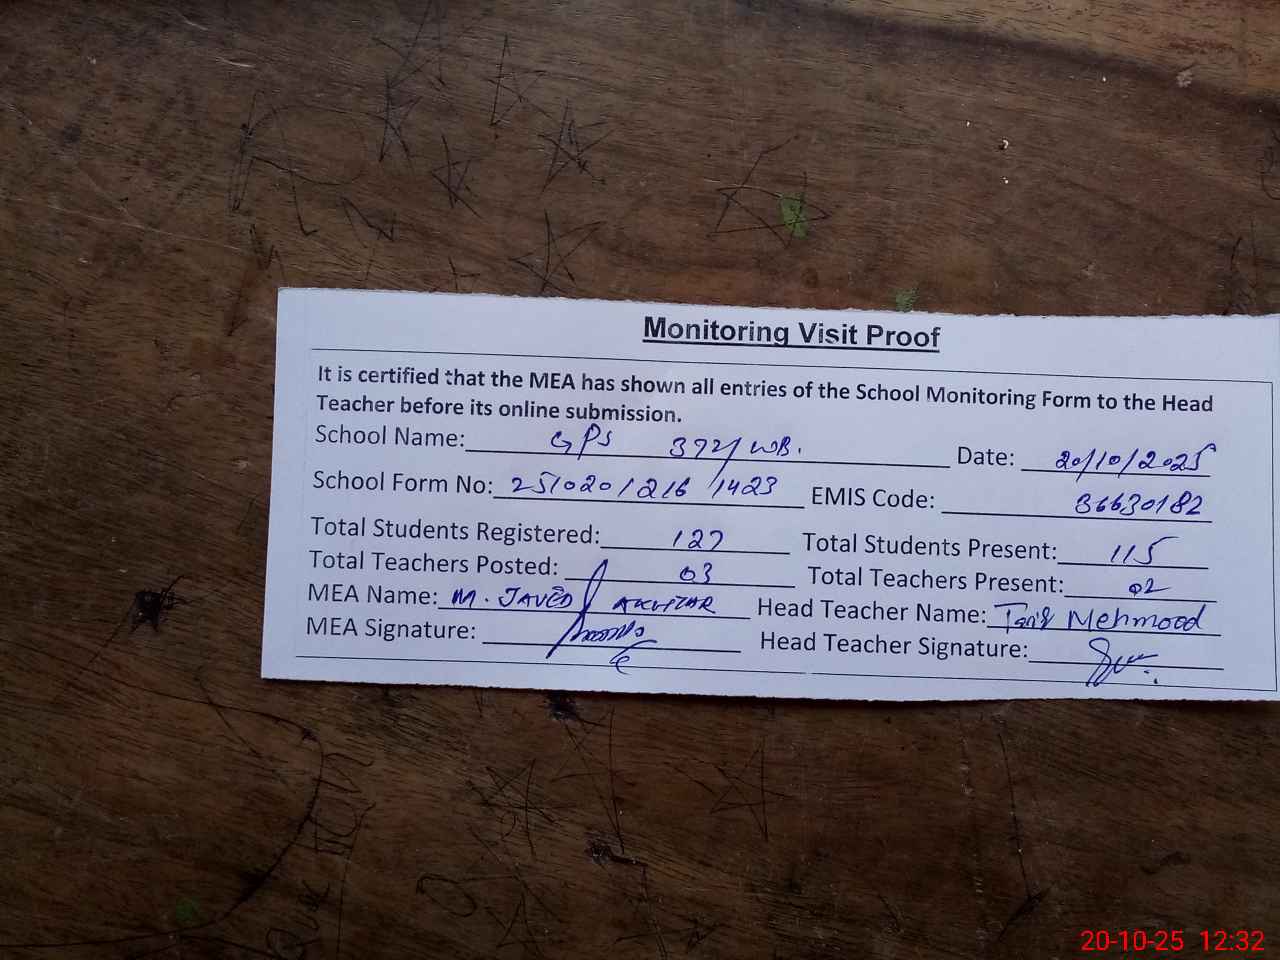 Monitoring Visit Proof
It is certified that the MEA has shown all entries of the School Monitoring Form to the Head
Teacher before its online submission.
School Name: GPS 372/WB. Date: 20/10/2025
School Form No: 251020/216/1423 EMIS Code: 36630182
Total Students Registered: 127 Total Students Present: 115
Total Teachers Posted: 03 Total Teachers Present: 02
MEA Name: M. JAVED AKHTAR Head Teacher Name: Tariq Mehmood
MEA Signature: Head Teacher Signature:
20-10-25 12:32